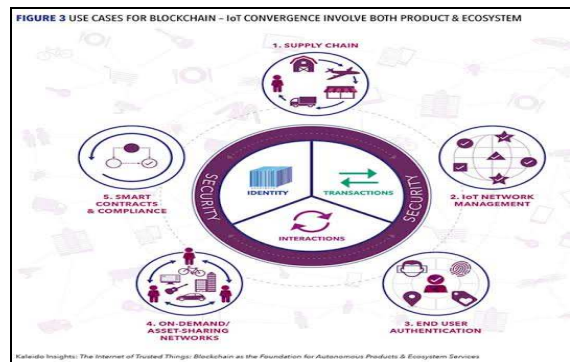 FIGURE 3 USE CASES FOR BLOCKCHAIN – IoT CONVERGENCE INVOLVE BOTH PRODUCT & ECOSYSTEM
1. SUPPLY CHAIN
SECURITY
IDENTITY
TRANSACTIONS
INTERACTIONS
SECURITY
2. IoT NETWORK
MANAGEMENT
3. END USER
AUTHENTICATION
4. ON-DEMAND/
ASSET-SHARING
NETWORKS
5. SMART
CONTRACTS
& COMPLIANCE
Kaleido Insights: The Internet of Trusted Things: Blockchain as the Foundation for Autonomous Products & Ecosystem Services